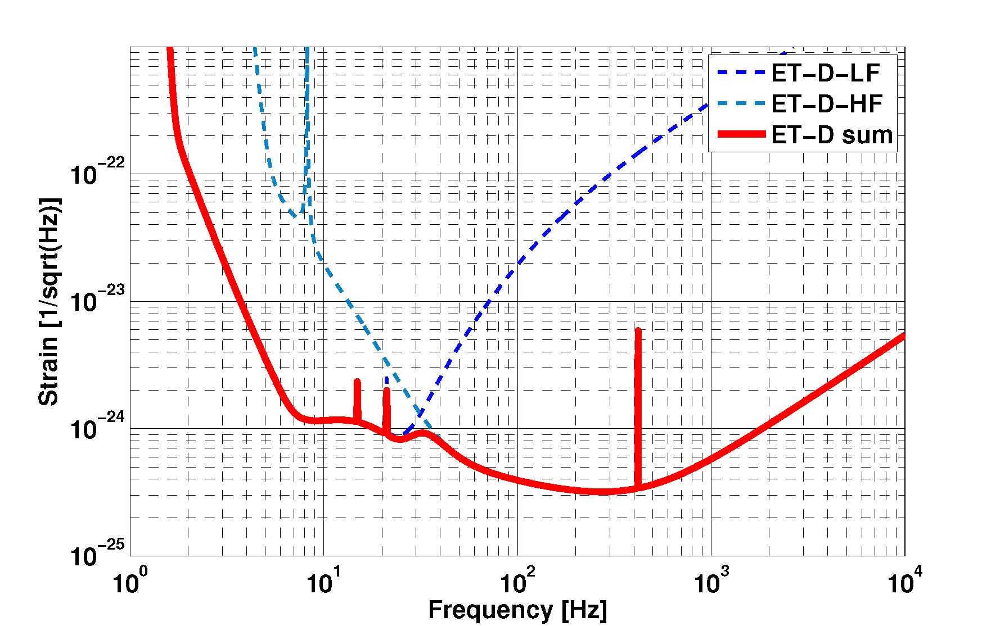 ET−D−LF
ET−D−HF
ET−D sum
Strain [1/sqrt(Hz)]
10^−22
10^−23
10^−24
10^−25
10^0 10^1 10^2 10^3 10^4
Frequency [Hz]